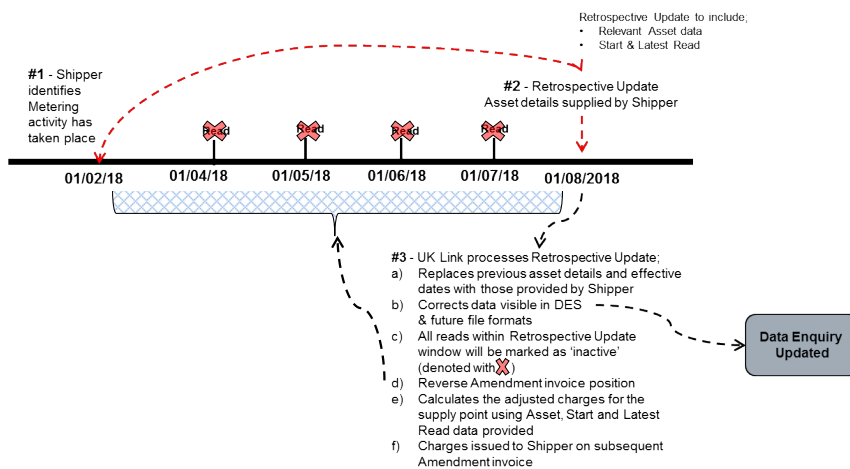 Retrospective Update to include;
• Relevant Asset data
• Start & Latest Read
#1 - Shipper
identifies
Metering
activity has
taken place
#2 - Retrospective Update
Asset details supplied by Shipper
Read
Read
Read
Read
01/02/18
01/04/18
01/05/18
01/06/18
01/07/18
01/08/2018
#3 - UK Link processes Retrospective Update;
a) Replaces previous asset details and effective
dates with those provided by Shipper
b) Corrects data visible in DES
& future file formats
c) All reads within Retrospective Update
window will be marked as ‘inactive’
(denoted with X)
d) Reverse Amendment invoice position
e) Calculates the adjusted charges for the
supply point using Asset, Start and Latest
Read data provided
f) Charges issued to Shipper on subsequent
Amendment invoice
Data Enquiry
Updated